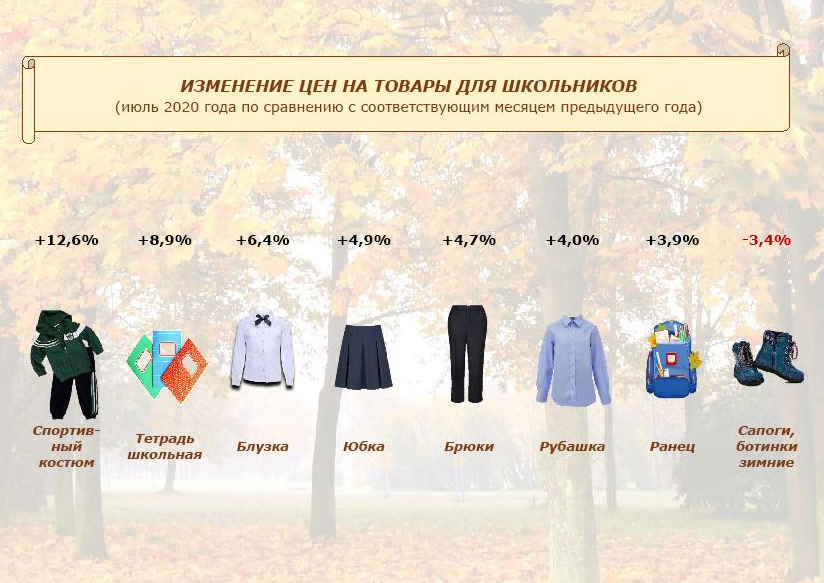 ИЗМЕНЕНИЕ ЦЕН НА ТОВАРЫ ДЛЯ ШКОЛЬНИКОВ
(июль 2020 года по сравнению с соответствующим месяцем предыдущего года)
+12,6% +8,9% +6,4% +4,9% +4,7% +4,0% +3,9% -3,4%
Спортив-
ный
костюм
Тетрадь
школьная
Блузка
Юбка
Брюки
Рубашка
Ранец
Сапоги,
ботинки
зимние